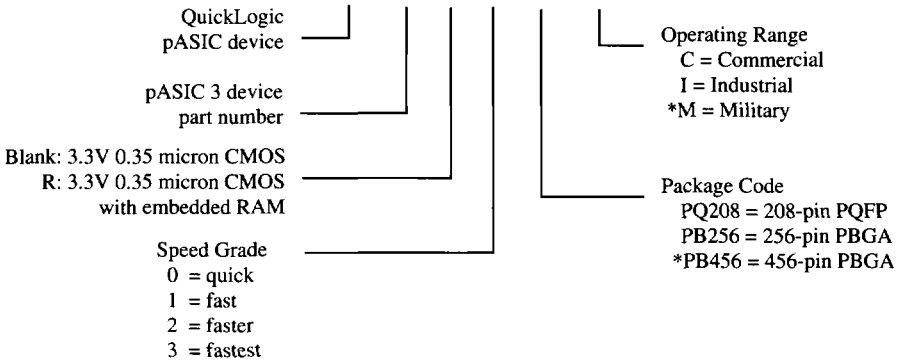 QuickLogic
pASIC device
pASIC 3 device
part number
Blank: 3.3V 0.35 micron CMOS
R: 3.3V 0.35 micron CMOS
with embedded RAM
Speed Grade
0 = quick
1 = fast
2 = faster
3 = fastest
Operating Range
C = Commercial
I = Industrial
*M = Military
Package Code
PQ208 = 208-pin PQFP
PB256 = 256-pin PBGA
*PB456 = 456-pin PBGA